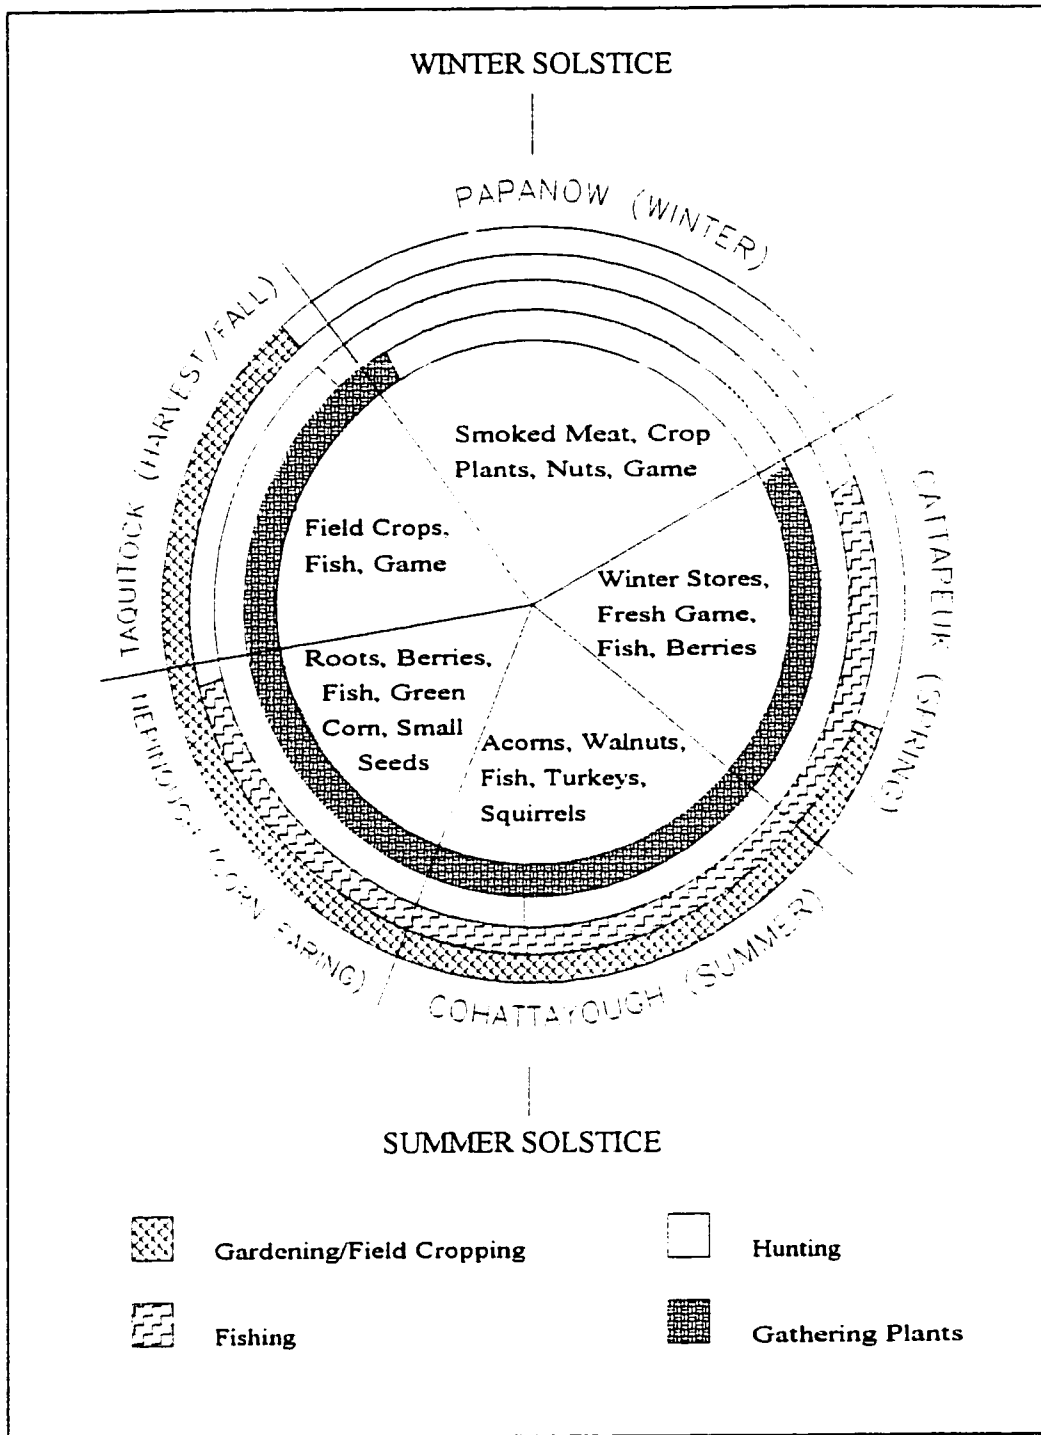 WINTER SOLSTICE
PAPANOW (WINTER)
TAQUITOCK (HARVEST/FALL)
CATTAPEUK (SPRING)
Smoked Meat, Crop
Plants, Nuts, Game
Field Crops,
Fish, Game
Winter Stores,
Fresh Game,
Fish, Berries
Roots, Berries,
Fish, Green
Corn, Small
Seeds
Acorns, Walnuts,
Fish, Turkeys,
Squirrels
NEPINOUGH (CORN EARING)
COHATTAYOUGH (SUMMER)
SUMMER SOLSTICE
Gardening/Field Cropping
Hunting
Fishing
Gathering Plants